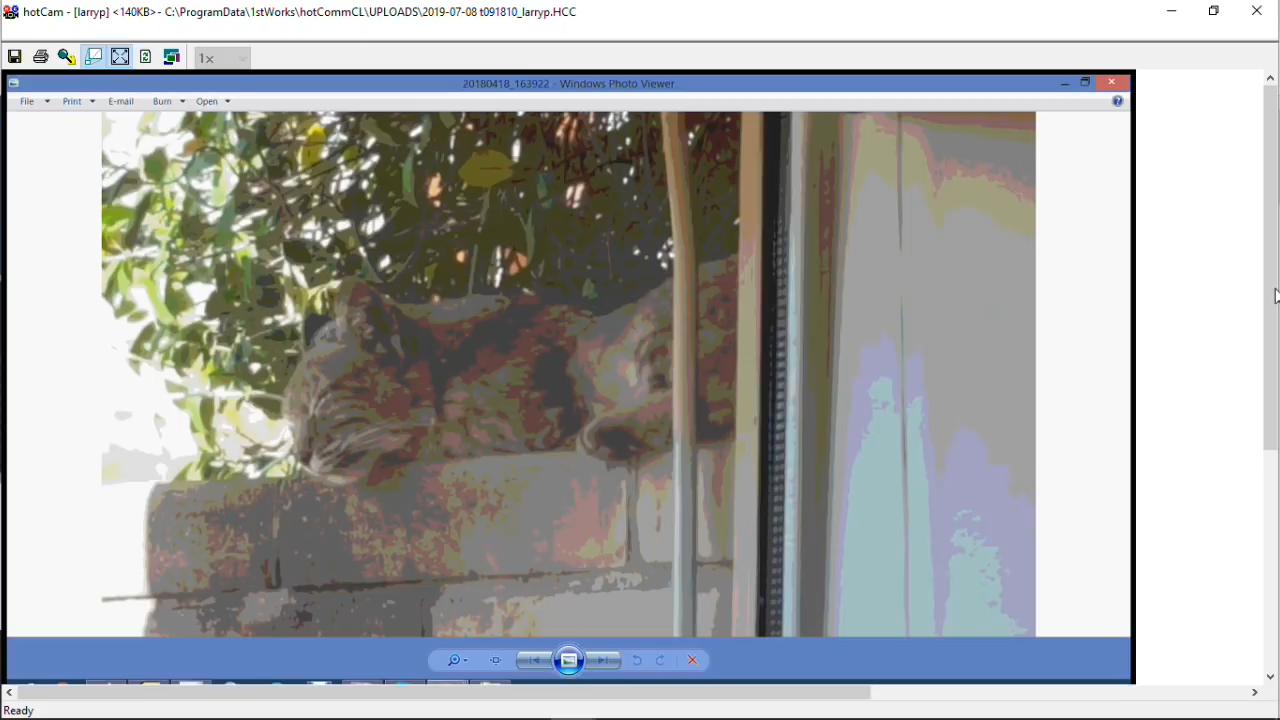 hotCam - [larryp] <140KB> - C:\ProgramData\1stWorks\hotCommCL\UPLOADS\2019-07-08 t091810_larryp.HCC
1x
20180418_163922 - Windows Photo Viewer
File Print E-mail Burn Open
Ready